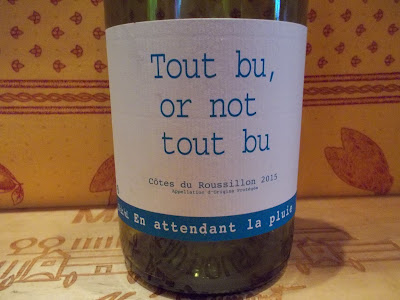 Tout bu,
or not
tout bu
Côtes du Roussillon 2015
Appellation d'Origine Protégée
En attendant la pluie